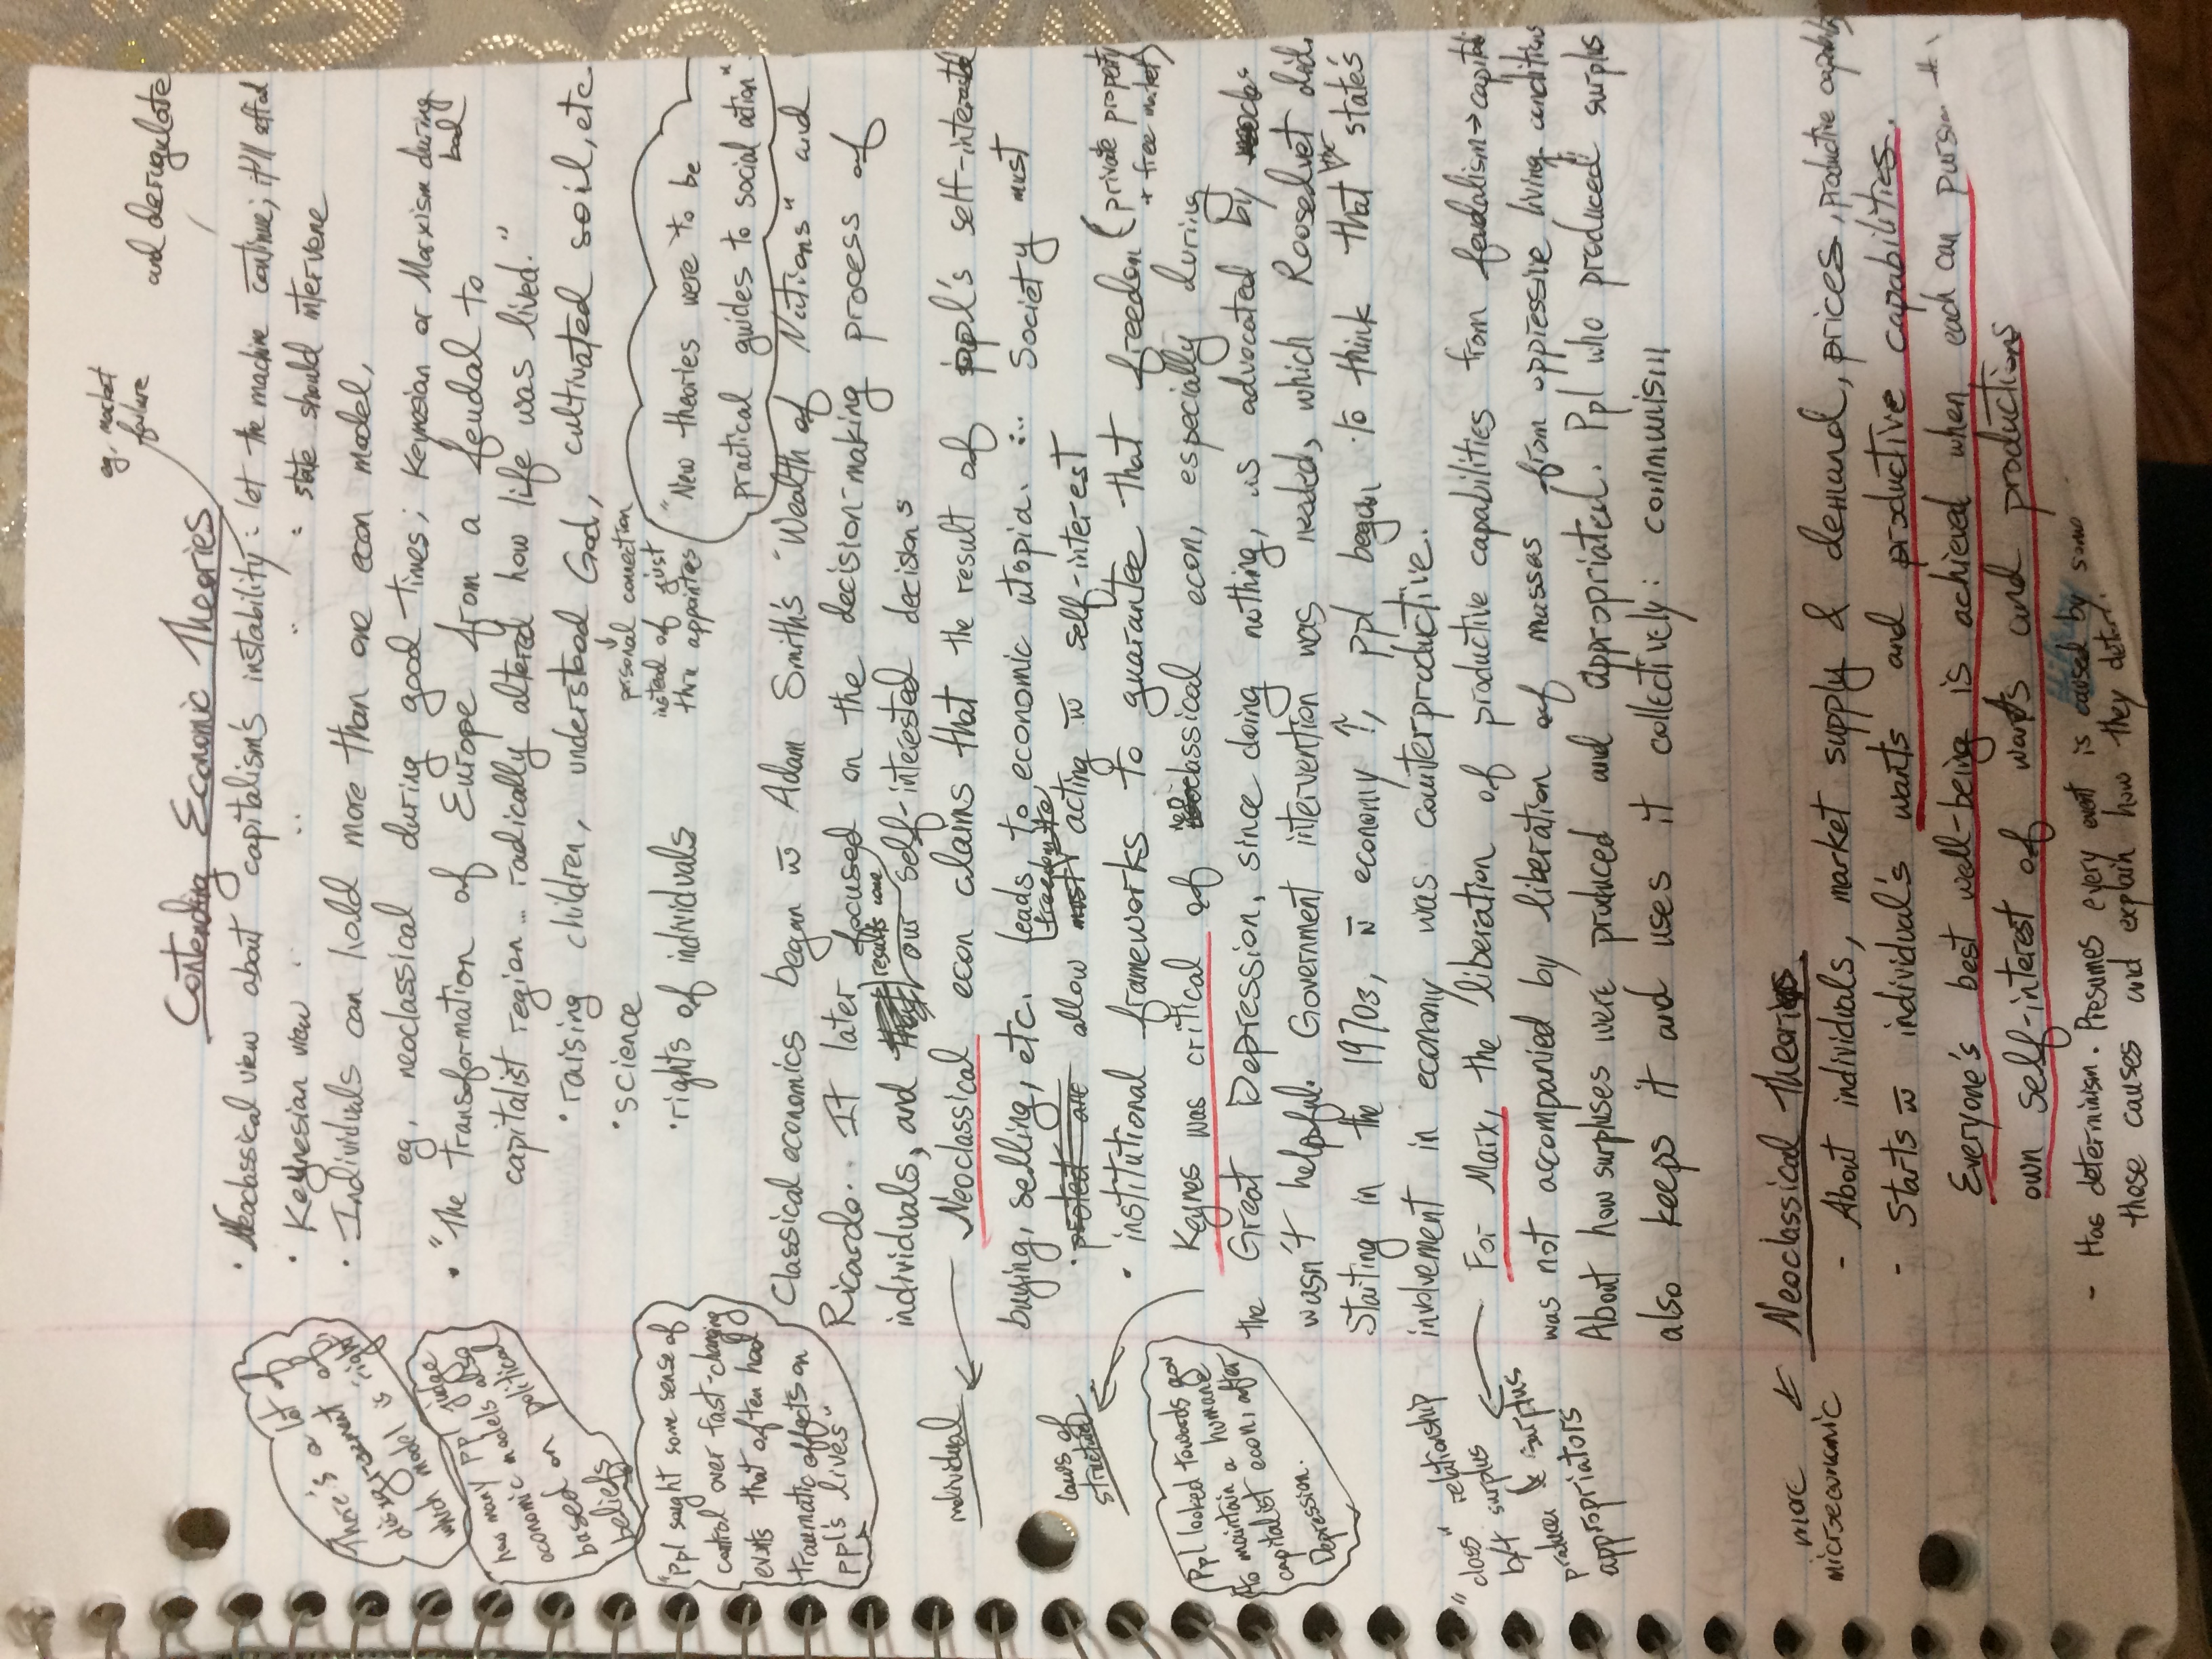 eg, market
failure
and deregulate
Contending Economic Theories
• Neoclassical view about capitalism's instability : let the machine continue; it'll
• Keynesian view " " " : state should intervene
• Individuals can hold more than one econ model,
eg, neoclassical during good times; Keynesian or Marxism during
bad
• "The transformation of Europe from a feudal to
capitalist region... radically altered how life was lived."
• raising children, understood God, cultivated soil, etc
• science
personal connection
instead of just
thru
• rights of individuals
"New theories were to be
practical guides to social action"
There's a lot of
disagreement of
which model is right,
how many ppl judge
economic models also
based on political
beliefs
"Ppl sought some sense of
control over fast-changing
events that often had
traumatic effects on
ppl's lives"
Classical economics began w̄ Adam Smith's "Wealth of Nations" and
Ricardo.. It later focused on the decision-making process of
results
individuals, and our self-interested decisions
individual
Neoclassical econ claims that the result of ppl's self-interested
buying, selling, etc. leads to economic utopia. ∴ Society must
freedom to
• protect allow must acting w̄ self-interest
laws of
structure
• institutional frameworks to guarantee that freedom (private property
+ free market)
Keynes was critical of neoclassical econ, especially during
the Great Depression, since doing nothing, as advocated by
wasn't helpful. Government intervention was needed, which Roosedvet did.
Ppl looked towards gov
to maintain a humane
capitalist econ, after
Depression.
the
Starting in the 1970s, w̄ economy ↑, ppl began to think that state's
involvement in economy was counterproductive.
"class" relationship
b/t surplus
producer & surplus
appropriators
For Marx, the liberation of productive capabilities from feudalism→capital
was not accompanied by liberation of masses from oppressive living conditions
About how surpluses were produced and appropriated. Ppl who produced surplus
also keeps it and uses it collectively: communism
more
microeconomic
Neoclassical
- About individuals, market supply & demand, prices, productive
- Starts w̄ individual's wants and productive capabilities.
Everyone's best well-being is achieved when each can
own self-interest of wants and productions
- Has determinism. Presumes every event is caused by some
those causes and explain how they